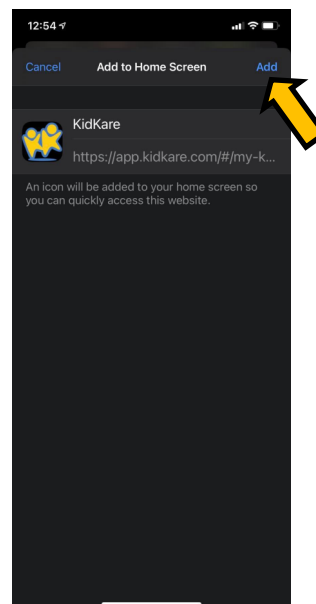 12:54
Cancel Add to Home Screen Add
KidKare
https://app.kidkare.com/#/my-k...
An icon will be added to your home screen so
you can quickly access this website.